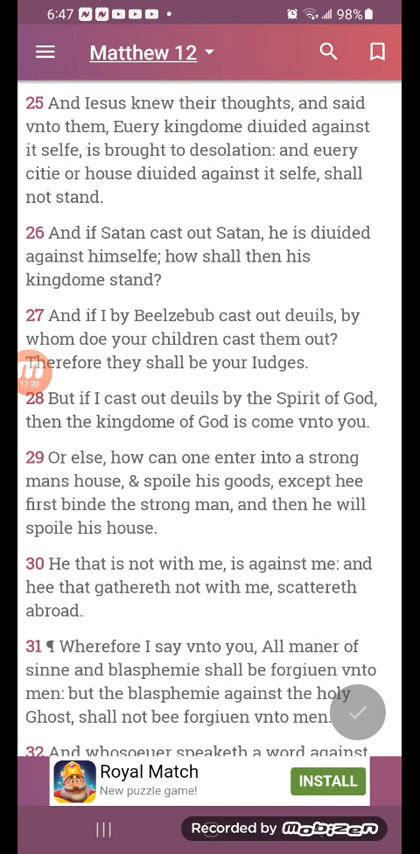 6:47 98%
Matthew 12
25 And Iesus knew their thoughts, and said
vnto them, Euery kingdome diuided against
it selfe, is brought to desolation: and euery
citie or house diuided against it selfe, shall
not stand.
26 And if Satan cast out Satan, he is diuided
against himselfe; how shall then his
kingdome stand?
27 And if I by Beelzebub cast out deuils, by
whom doe your children cast them out?
Therefore they shall be your Iudges.
17:20
28 But if I cast out deuils by the Spirit of God,
then the kingdome of God is come vnto you.
29 Or else, how can one enter into a strong
mans house, & spoile his goods, except hee
first binde the strong man, and then he will
spoile his house.
30 He that is not with me, is against me: and
hee that gathereth not with me, scattereth
abroad.
31 ¶ Wherefore I say vnto you, All maner of
sinne and blasphemie shall be forgiuen vnto
men: but the blasphemie against the holy
Ghost, shall not bee forgiuen vnto men.
32 And whosoeuer speaketh a word against
Royal Match
New puzzle game!
INSTALL
Recorded by mobizen